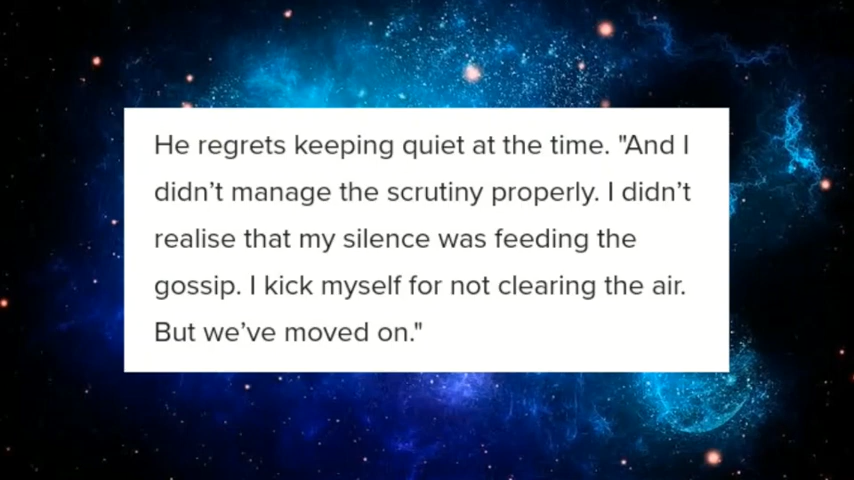 He regrets keeping quiet at the time. "And I
didn’t manage the scrutiny properly. I didn’t
realise that my silence was feeding the
gossip. I kick myself for not clearing the air.
But we’ve moved on."